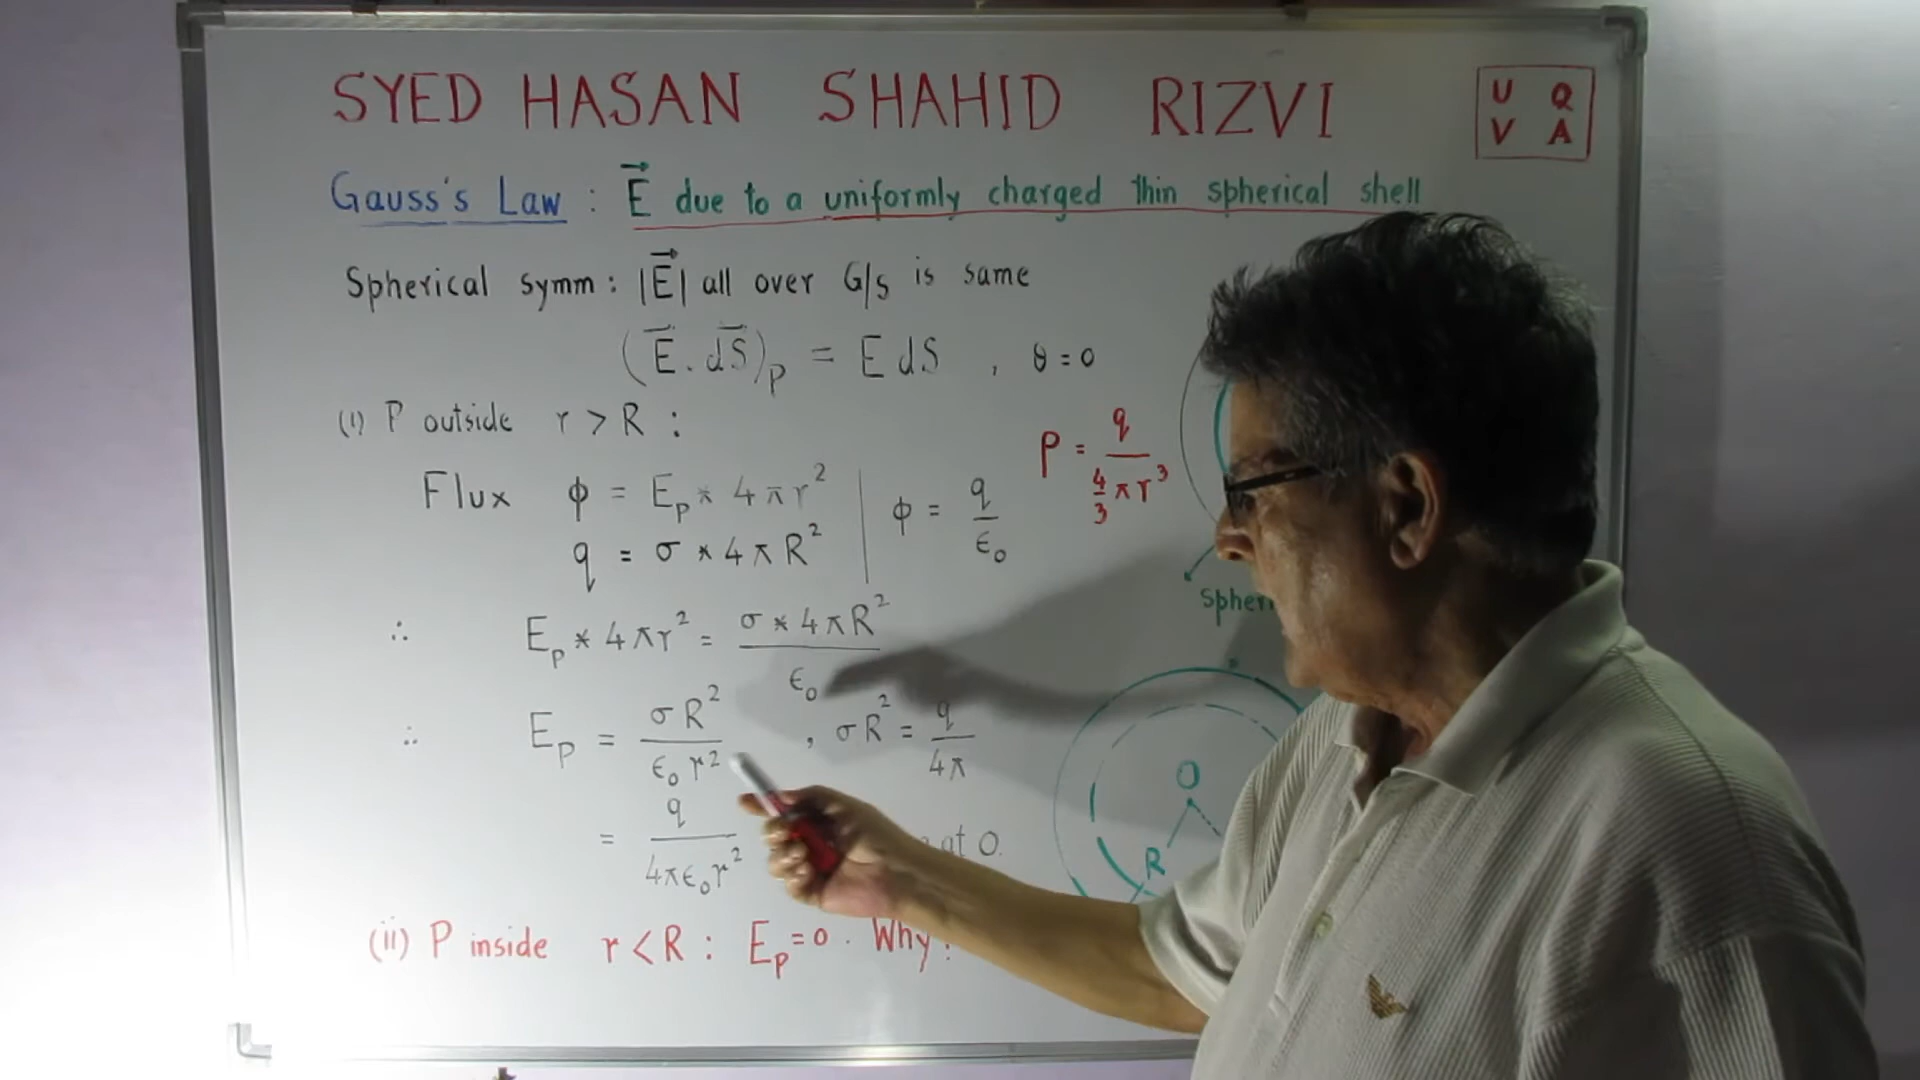 SYED HASAN SHAHID RIZVI
U Q
V A
Gauss's Law : E⃗ due to a uniformly charged thin spherical shell
Spherical symm : |E⃗| all over G/s is same
(E⃗ . dS⃗)ₚ = E dS , θ = 0
(i) P outside r > R :
Flux ϕ = Eₚ * 4πr²
ϕ = q/ϵ₀
ρ = q/(4/3 πr³)
q = σ * 4πR²
∴ Eₚ * 4πr² = σ * 4πR²/ϵ₀
∴ Eₚ = σR²/ϵ₀r² , σR² = q/4π
= q/4πϵ₀r²
at O.
(ii) P inside r < R : Eₚ = 0 . Why
O
R